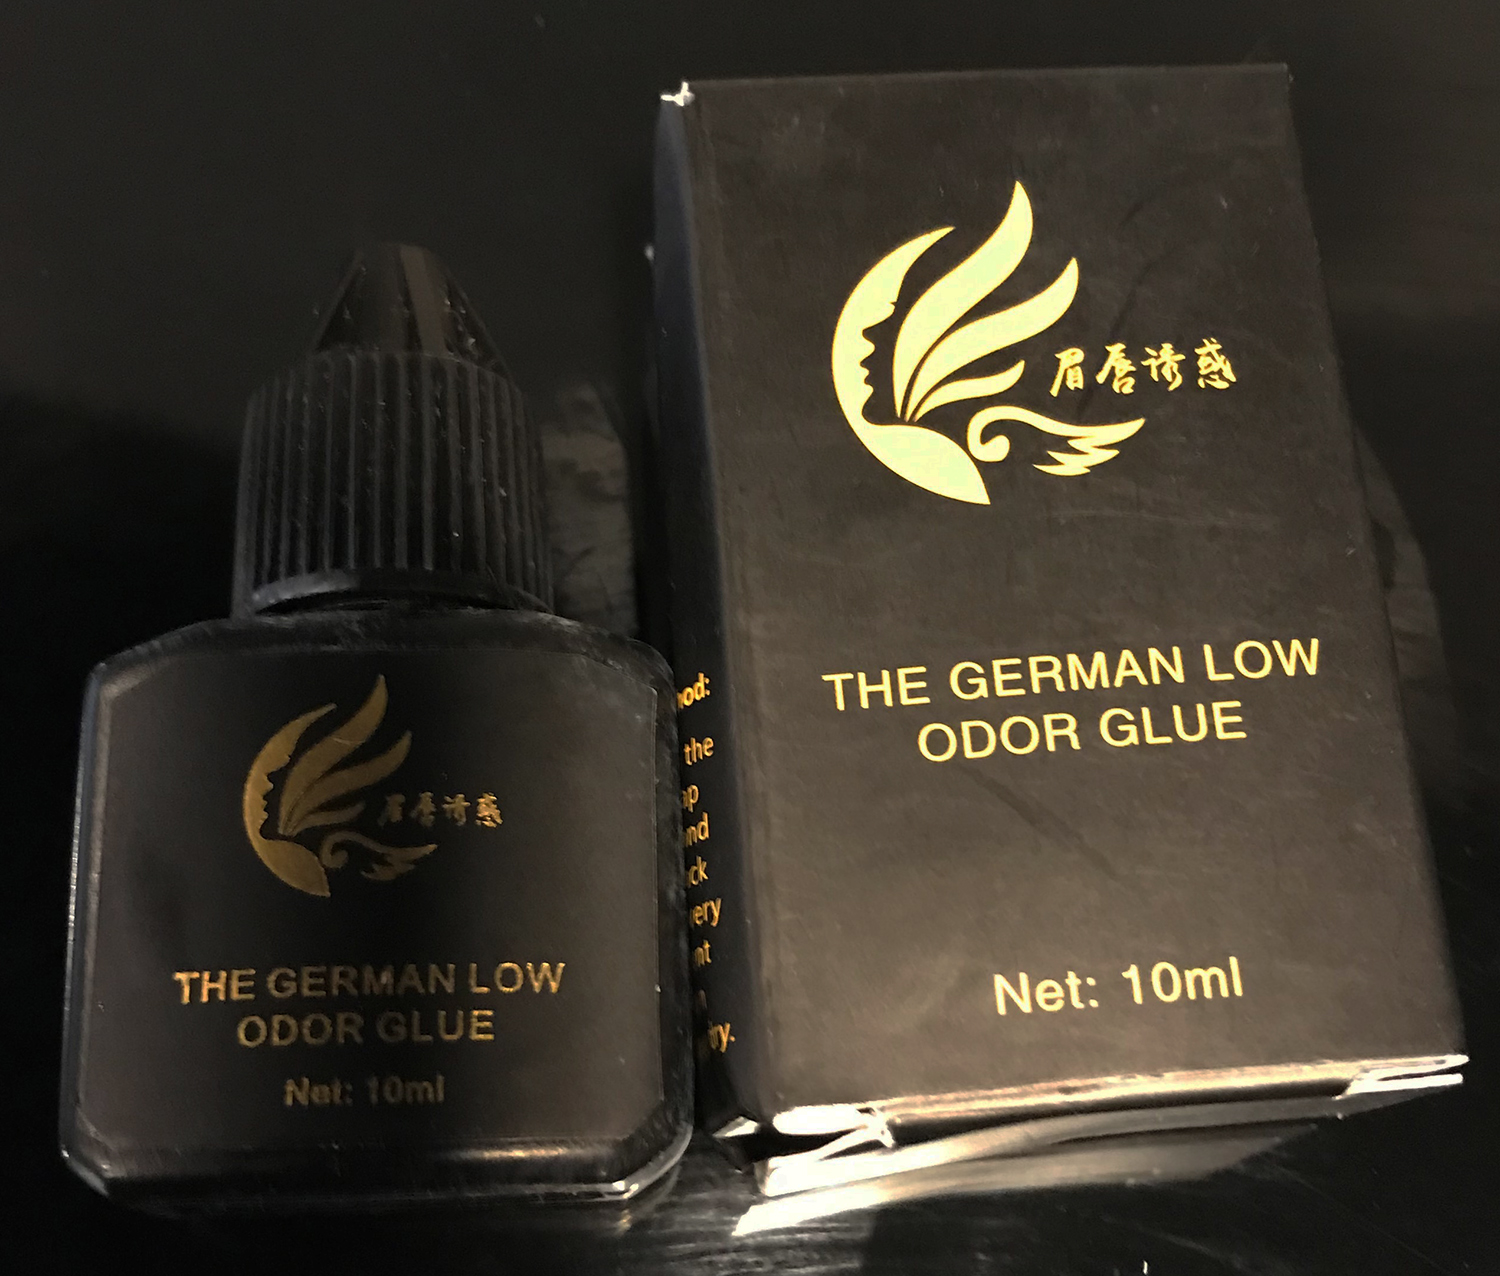 眉唇诱惑
THE GERMAN LOW
ODOR GLUE
Net: 10ml
the
眉唇诱惑
THE GERMAN LOW
ODOR GLUE
Net: 10ml